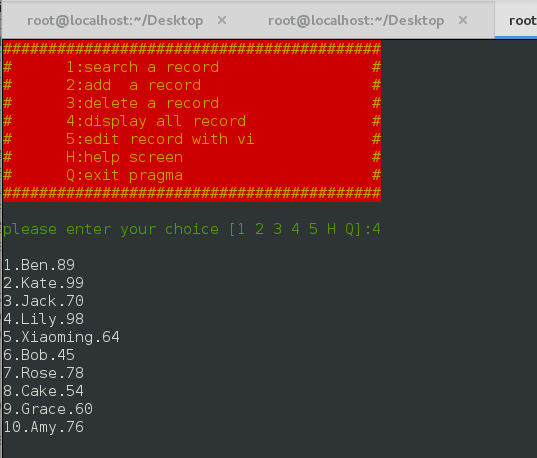 root@localhost:~/Desktop × root@localhost:~/Desktop × root
##########################################
#      1:search a record                 #
#      2:add  a record                   #
#      3:delete a record                 #
#      4:display all record              #
#      5:edit record with vi             #
#      H:help screen                     #
#      Q:exit pragma                     #
##########################################
please enter your choice [1 2 3 4 5 H Q]:4
1.Ben.89
2.Kate.99
3.Jack.70
4.Lily.98
5.Xiaoming.64
6.Bob.45
7.Rose.78
8.Cake.54
9.Grace.60
10.Amy.76